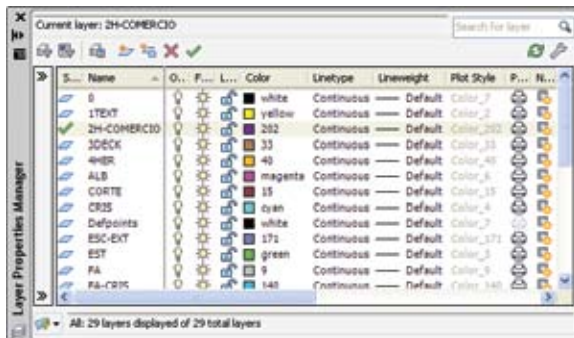 Current layer: 2H-COMERCIO
Search for layer
S... Name O... F... L... Color Linetype Lineweight Plot Style P... N...
0 white Continuous Default Color_7
1TEXT yellow Continuous Default Color_2
2H-COMERCIO 202 Continuous Default Color_202
3DECK 33 Continuous Default Color_33
4HBR 40 Continuous Default Color_40
ALB magenta Continuous Default Color_6
CORTE 15 Continuous Default Color_15
CRIS cyan Continuous Default Color_4
Defpoints white Continuous Default Color_7
ESC-EXT 171 Continuous Default Color_171
EST green Continuous Default Color_3
FA 9 Continuous Default Color_9
FA-CRIS 140 Continuous Default Color_140
Layer Properties Manager
All: 29 layers displayed of 29 total layers